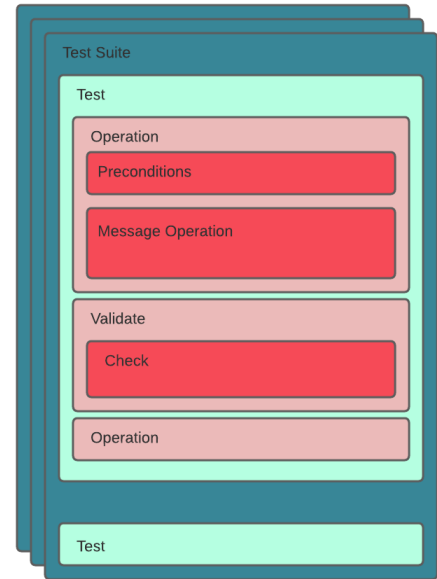 Test Suite
Test
Operation
Preconditions
Message Operation
Validate
Check
Operation
Test